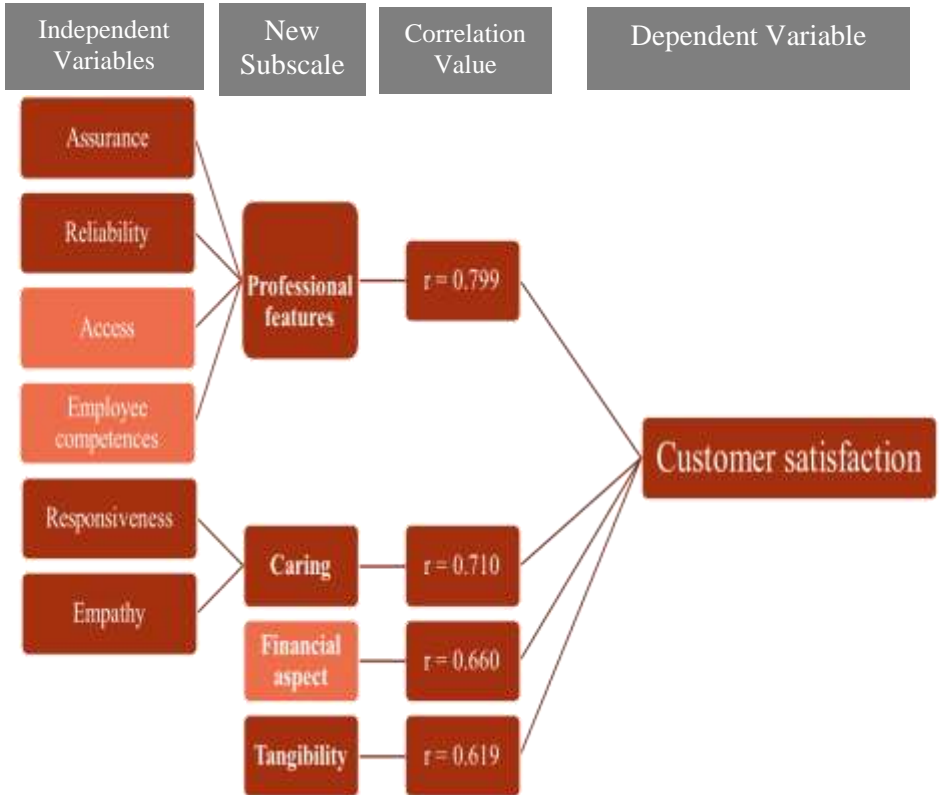 Independent
Variables
New
Subscale
Correlation
Value
Dependent Variable
Assurance
Reliability
Access
Employee
competences
Responsiveness
Empathy
Professional
features
Caring
Financial
aspect
Tangibility
r = 0.799
r = 0.710
r = 0.660
r = 0.619
Customer satisfaction